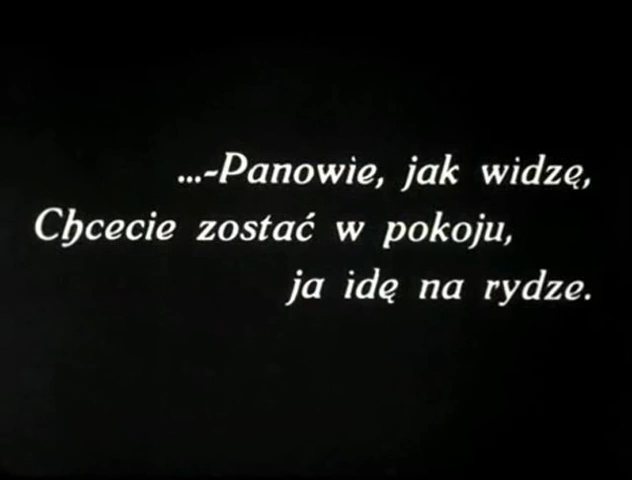 ...-Panowie, jak widzę,
Chcecie zostać w pokoju,
ja idę na rydze.